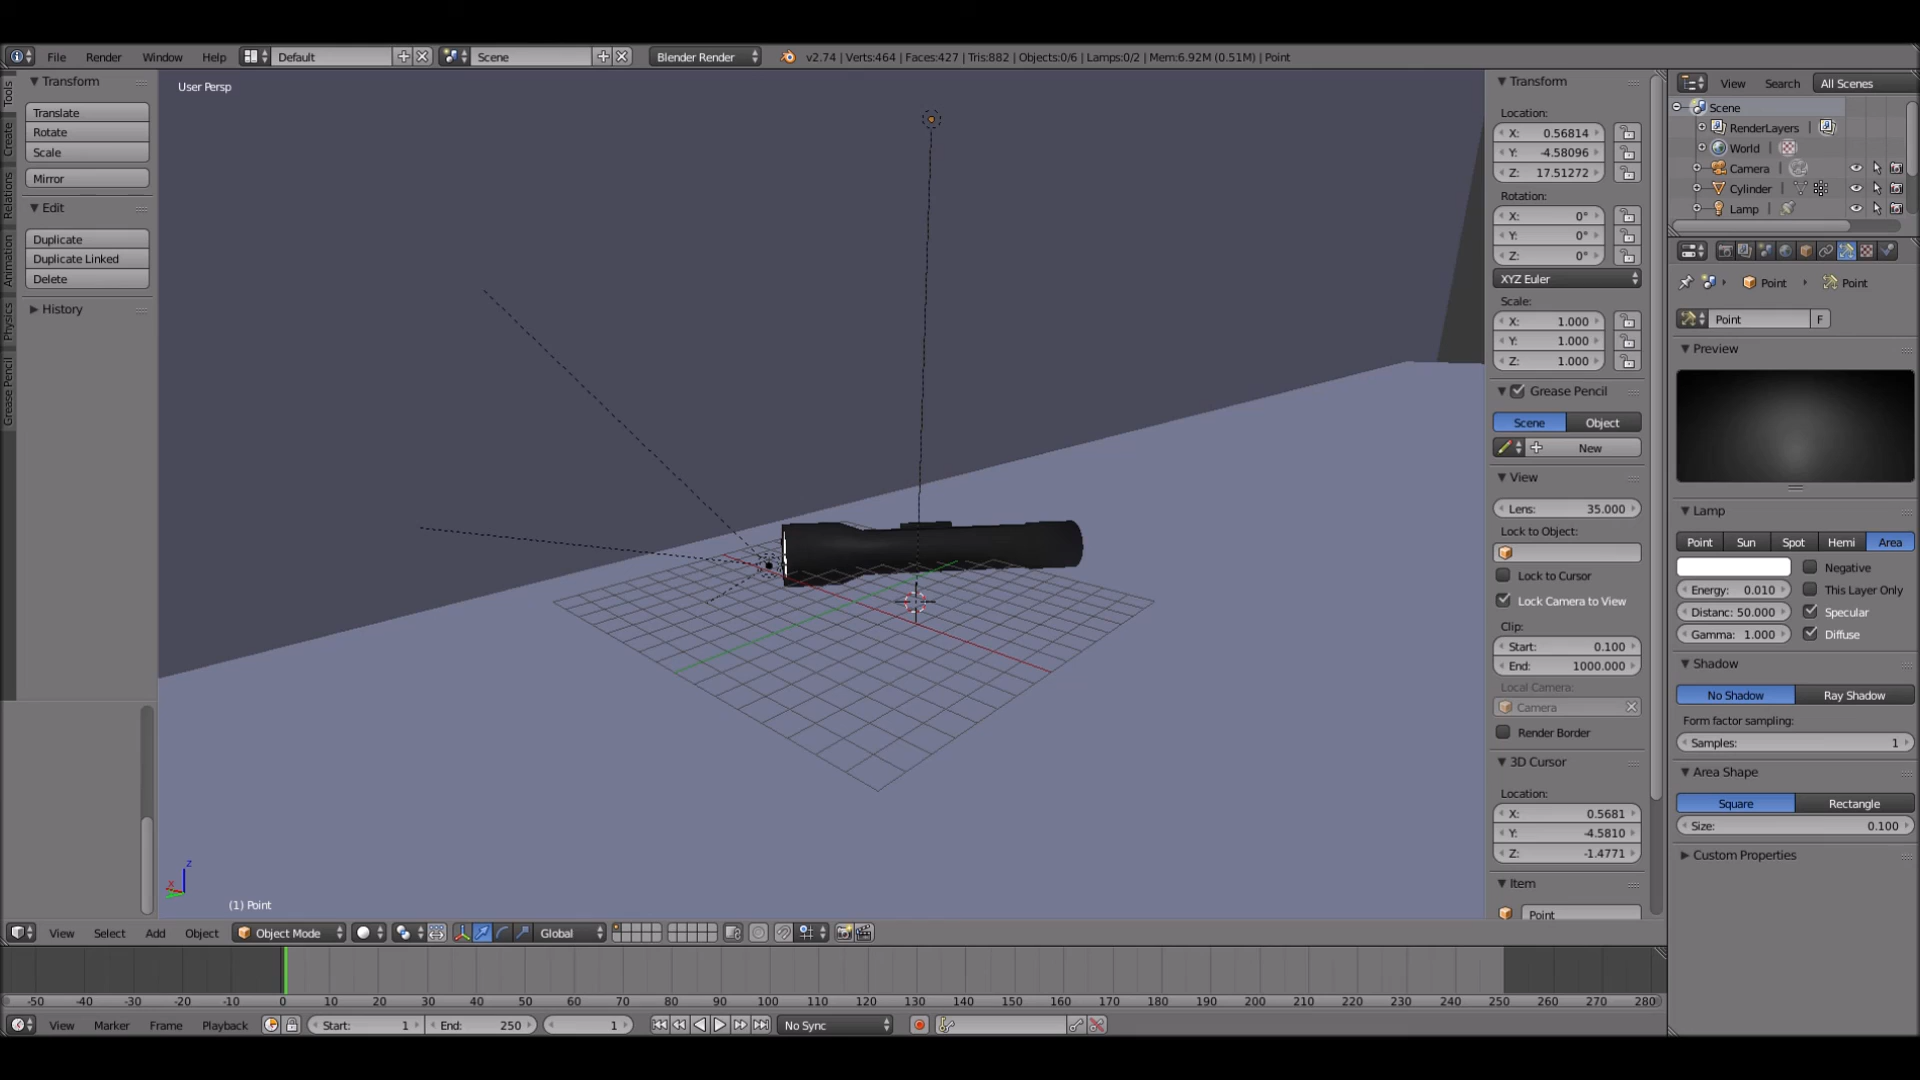 File Render Window Help Default Scene Blender Render v2.74 | Verts:464 | Faces:427 | Tris:882 | Objects:0/6 | Lamps:0/2 | Mem:6.92M (0.51M) | Point
Tools
Create
Relations
Animation
Physics
Grease Pencil
Transform
Translate
Rotate
Scale
Mirror
Edit
Duplicate
Duplicate Linked
Delete
History
User Persp
(1) Point
z
x
Transform
Location:
X: 0.56814
Y: -4.58096
Z: 17.51272
Rotation:
X: 0°
Y: 0°
Z: 0°
XYZ Euler
Scale:
X: 1.000
Y: 1.000
Z: 1.000
Grease Pencil
Scene Object
New
View
Lens: 35.000
Lock to Object:
Lock to Cursor
Lock Camera to View
Clip:
Start: 0.100
End: 1000.000
Local Camera:
Camera
Render Border
3D Cursor
Location:
X: 0.5681
Y: -4.5810
Z: -1.4771
Item
Point
View Search All Scenes
Scene
RenderLayers
World
Camera
Cylinder
Lamp
Point Point
Point F
Preview
Lamp
Point Sun Spot Hemi Area
Negative
Energy: 0.010 This Layer Only
Distanc: 50.000 Specular
Gamma: 1.000 Diffuse
Shadow
No Shadow Ray Shadow
Form factor sampling:
Samples: 1
Area Shape
Square Rectangle
Size: 0.100
Custom Properties
View Select Add Object Object Mode Global
-50 -40 -30 -20 -10 0 10 20 30 40 50 60 70 80 90 100 110 120 130 140 150 160 170 180 190 200 210 220 230 240 250 260 270 280
View Marker Frame Playback Start: 1 End: 250 1 No Sync